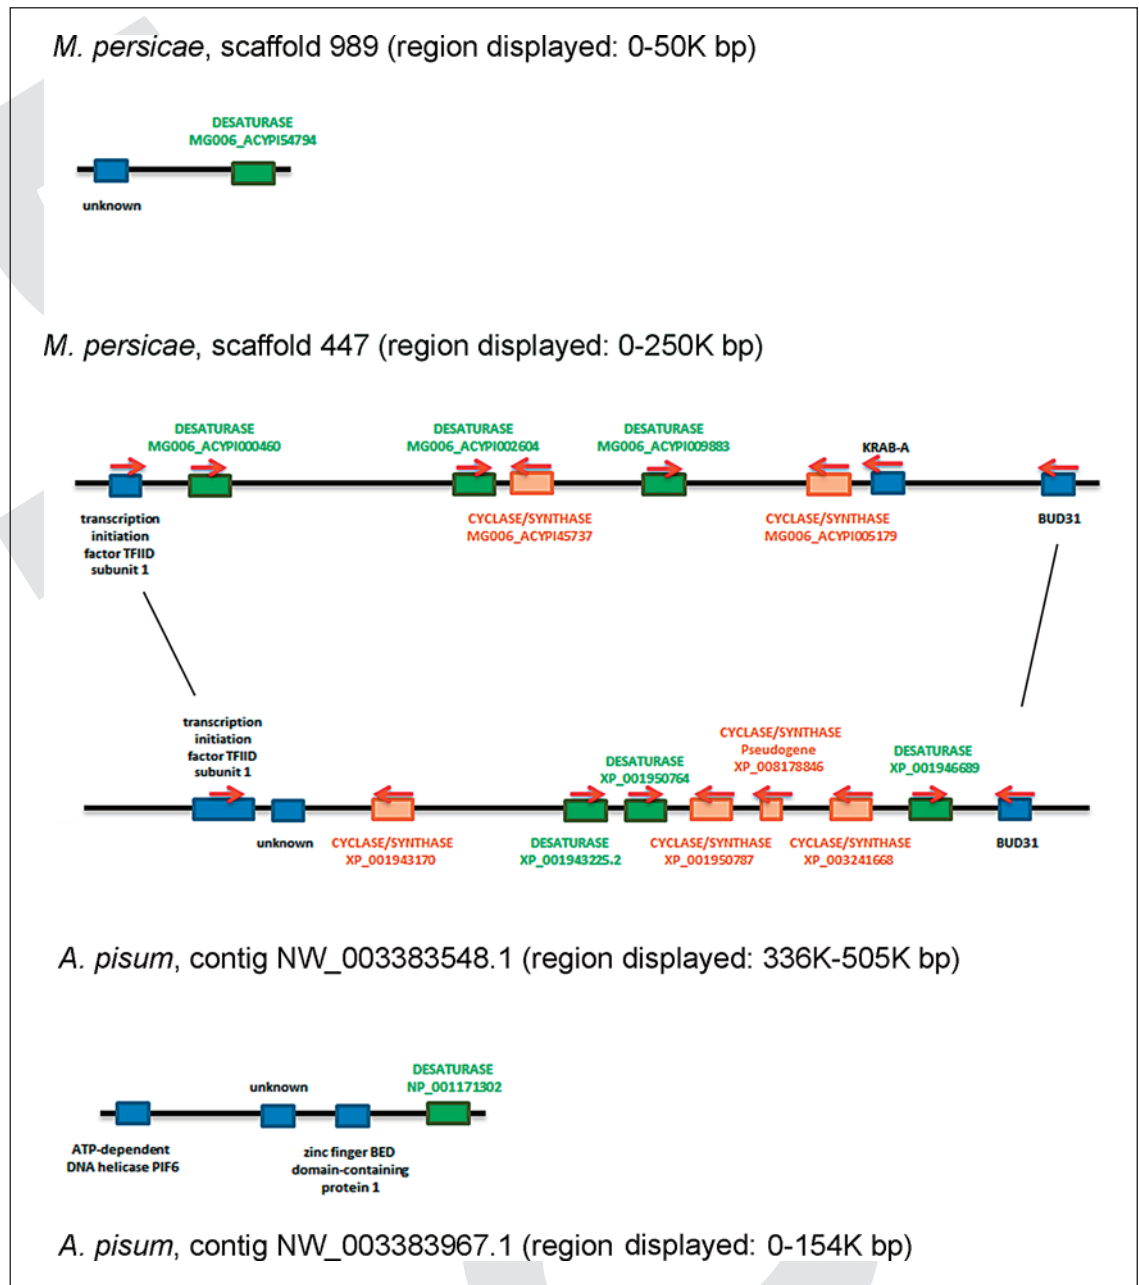 M. persicae, scaffold 989 (region displayed: 0-50K bp)
DESATURASE
MG006_ACYPI54794
unknown
M. persicae, scaffold 447 (region displayed: 0-250K bp)
DESATURASE
MG006_ACYPI000460
DESATURASE
MG006_ACYPI002604
DESATURASE
MG006_ACYPI009883
KRAB-A
transcription
initiation
factor TFIID
subunit 1
CYCLASE/SYNTHASE
MG006_ACYPI45737
CYCLASE/SYNTHASE
MG006_ACYPI005179
BUD31
transcription
initiation
factor TFIID
subunit 1
DESATURASE
XP_001950764
CYCLASE/SYNTHASE
Pseudogene
XP_008178846
DESATURASE
XP_001946689
unknown
CYCLASE/SYNTHASE
XP_001943170
DESATURASE
XP_001943225.2
CYCLASE/SYNTHASE
XP_001950787
CYCLASE/SYNTHASE
XP_003241668
BUD31
A. pisum, contig NW_003383548.1 (region displayed: 336K-505K bp)
DESATURASE
NP_001171302
unknown
ATP-dependent
DNA helicase PIF6
zinc finger BED
domain-containing
protein 1
A. pisum, contig NW_003383967.1 (region displayed: 0-154K bp)